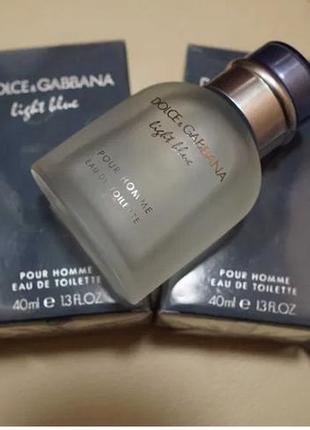 DOLCE & GABBANA
light blue
POUR HOMME
EAU DE TOILETTE
40ml 1.3 FL.OZ
DOLCE & GABBANA
light blue
POUR HOMME
EAU DE TOILETTE
POUR HOMME
EAU DE TOILETTE
40ml 1.3 FL.OZ